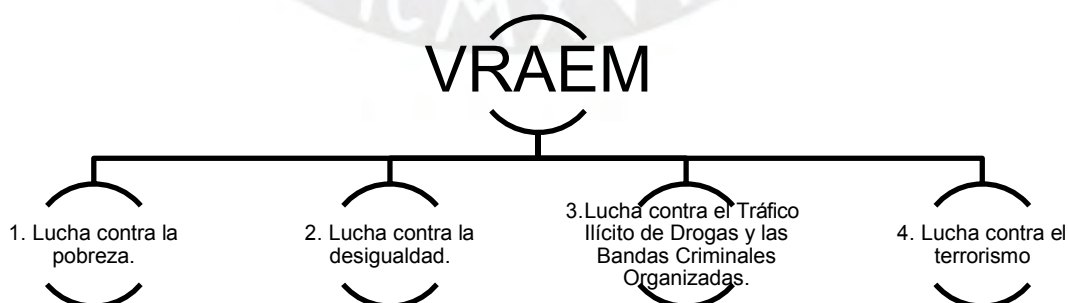 VRAEM
1. Lucha contra la
pobreza.
2. Lucha contra la
desigualdad.
3.Lucha contra el Tráfico
Ilícito de Drogas y las
Bandas Criminales
Organizadas.
4. Lucha contra el
terrorismo